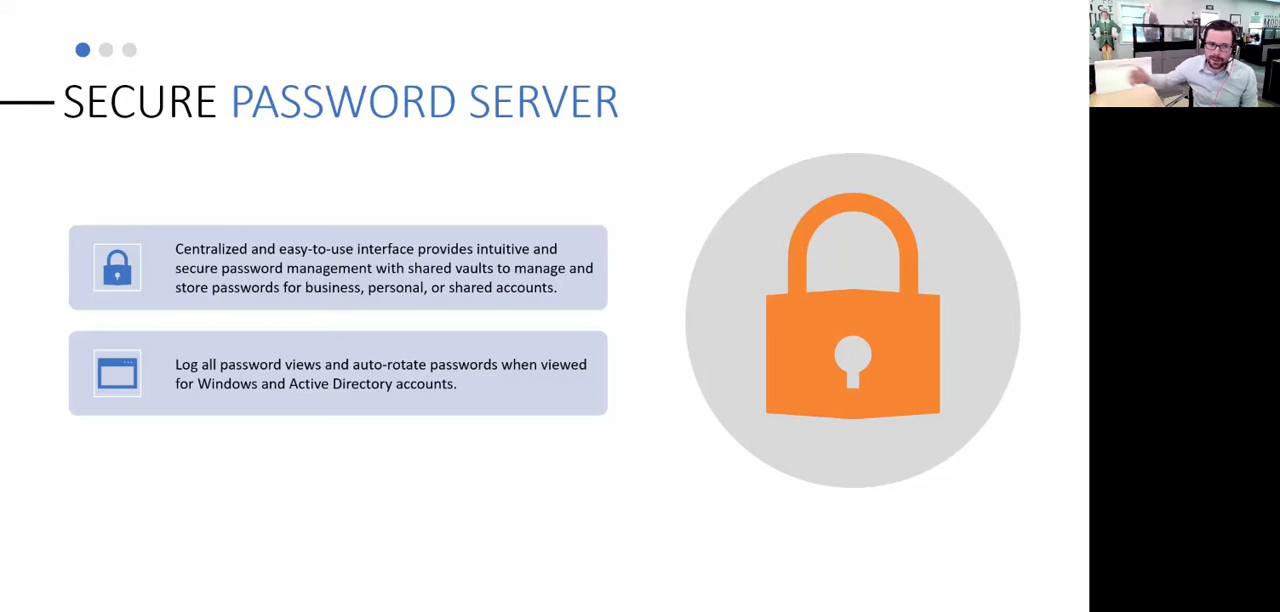 SECURE PASSWORD SERVER
Centralized and easy-to-use interface provides intuitive and
secure password management with shared vaults to manage and
store passwords for business, personal, or shared accounts.
Log all password views and auto-rotate passwords when viewed
for Windows and Active Directory accounts.